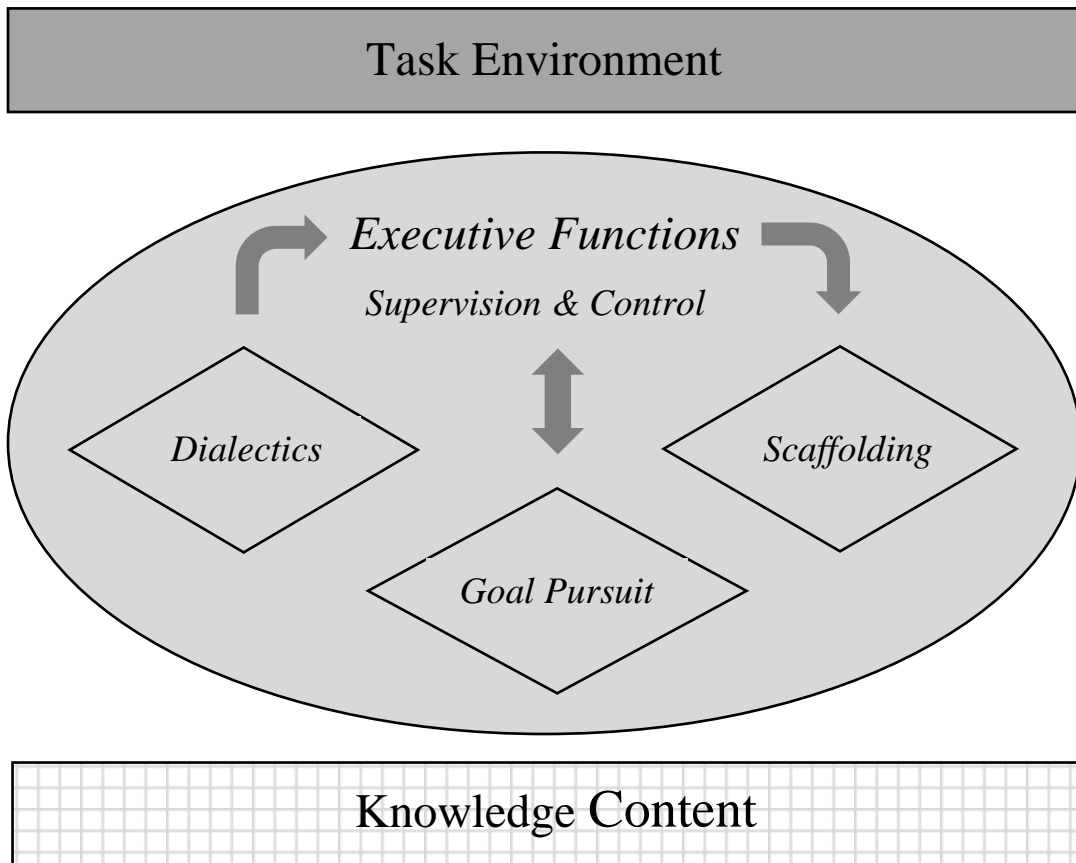 Task Environment
Executive Functions
Supervision & Control
Dialectics
Scaffolding
Goal Pursuit
Knowledge Content